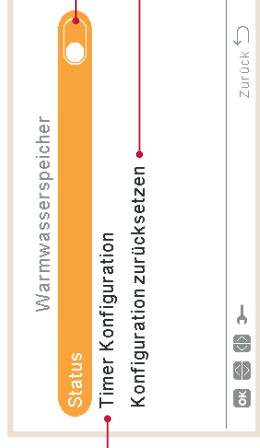 Warmwasserspeicher
Status
Timer Konfiguration
Konfiguration zurücksetzen
OK
Zurück